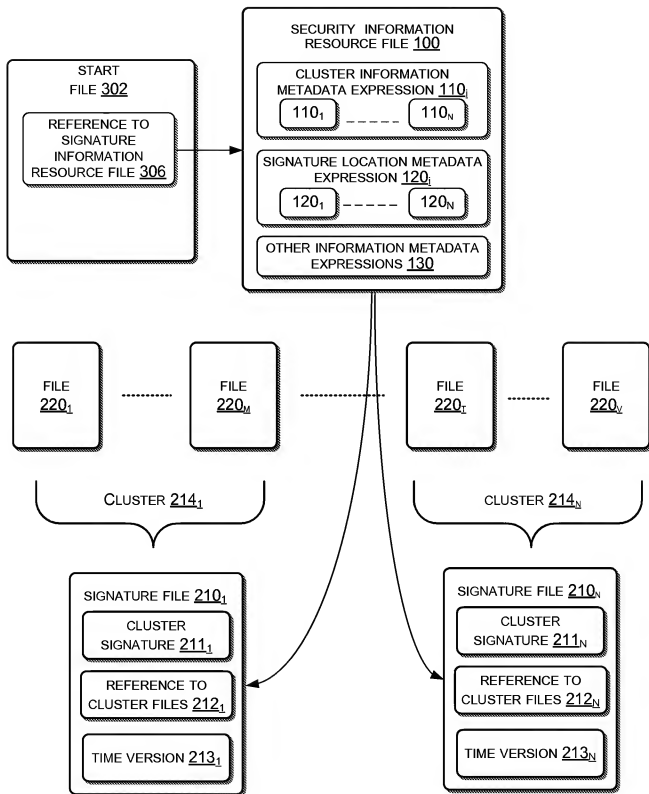 START
FILE 302
REFERENCE TO
SIGNATURE
INFORMATION
RESOURCE FILE 306
SECURITY INFORMATION
RESOURCE FILE 100
CLUSTER INFORMATION
METADATA EXPRESSION 110i
110₁ 110N
SIGNATURE LOCATION METADATA
EXPRESSION 120i
120₁ 120N
OTHER INFORMATION METADATA
EXPRESSIONS 130
FILE
220₁
FILE
220M
FILE
220T
FILE
220V
CLUSTER 214₁
CLUSTER 214N
SIGNATURE FILE 210₁
CLUSTER
SIGNATURE 211₁
REFERENCE TO
CLUSTER FILES 212₁
TIME VERSION 213₁
SIGNATURE FILE 210N
CLUSTER
SIGNATURE 211N
REFERENCE TO
CLUSTER FILES 212N
TIME VERSION 213N